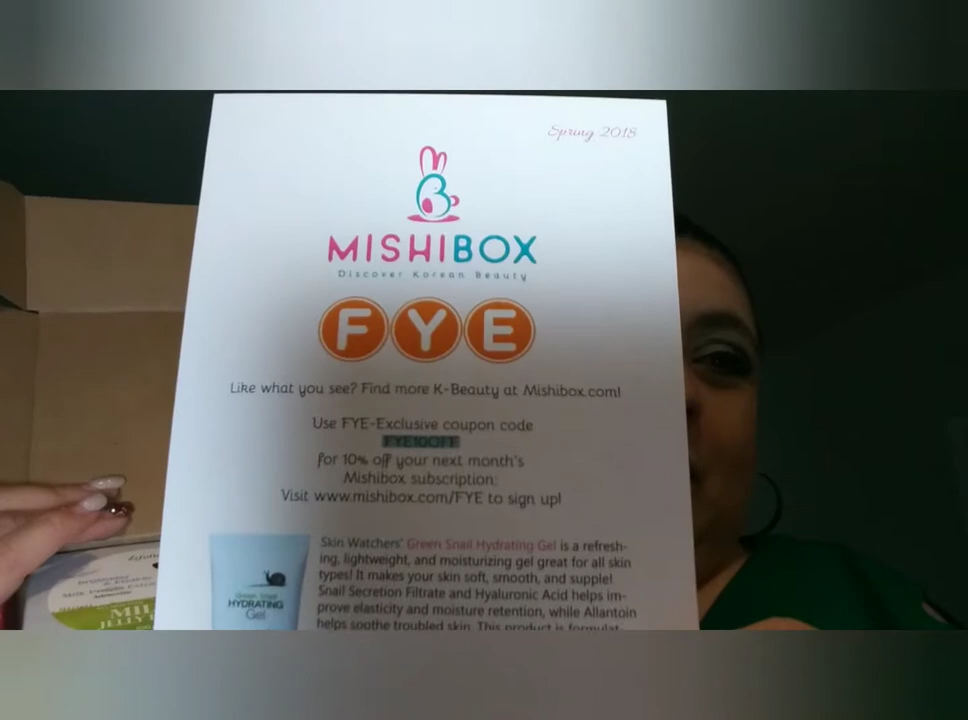 Spring 2018
MISHIBOX
Discover Korean Beauty
FYE
Like what you see? Find more K-Beauty at Mishibox.com!
Use FYE-Exclusive coupon code
FYE10OFF
for 10% off your next month's
Mishibox subscription:
Visit www.mishibox.com/FYE to sign up!
Skin Watchers' Green Snail Hydrating Gel is a refresh-
ing, lightweight, and moisturizing gel great for all skin
types! It makes your skin soft, smooth, and supple!
Snail Secretion Filtrate and Hyaluronic Acid helps im-
prove elasticity and moisture retention, while Allantoin
helps soothe troubled skin. This product is formulat-
Green Snail
HYDRATING
Gel